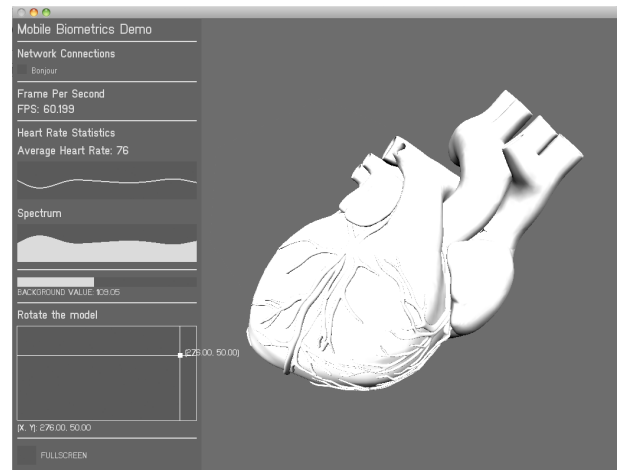 Mobile Biometrics Demo
Network Connections
Bonjour
Frame Per Second
FPS: 60.199
Heart Rate Statistics
Average Heart Rate: 76
Spectrum
BACKGROUND VALUE: 109.05
Rotate the model
(276.00, 50.00)
(X, Y): 276.00, 50.00
FULLSCREEN